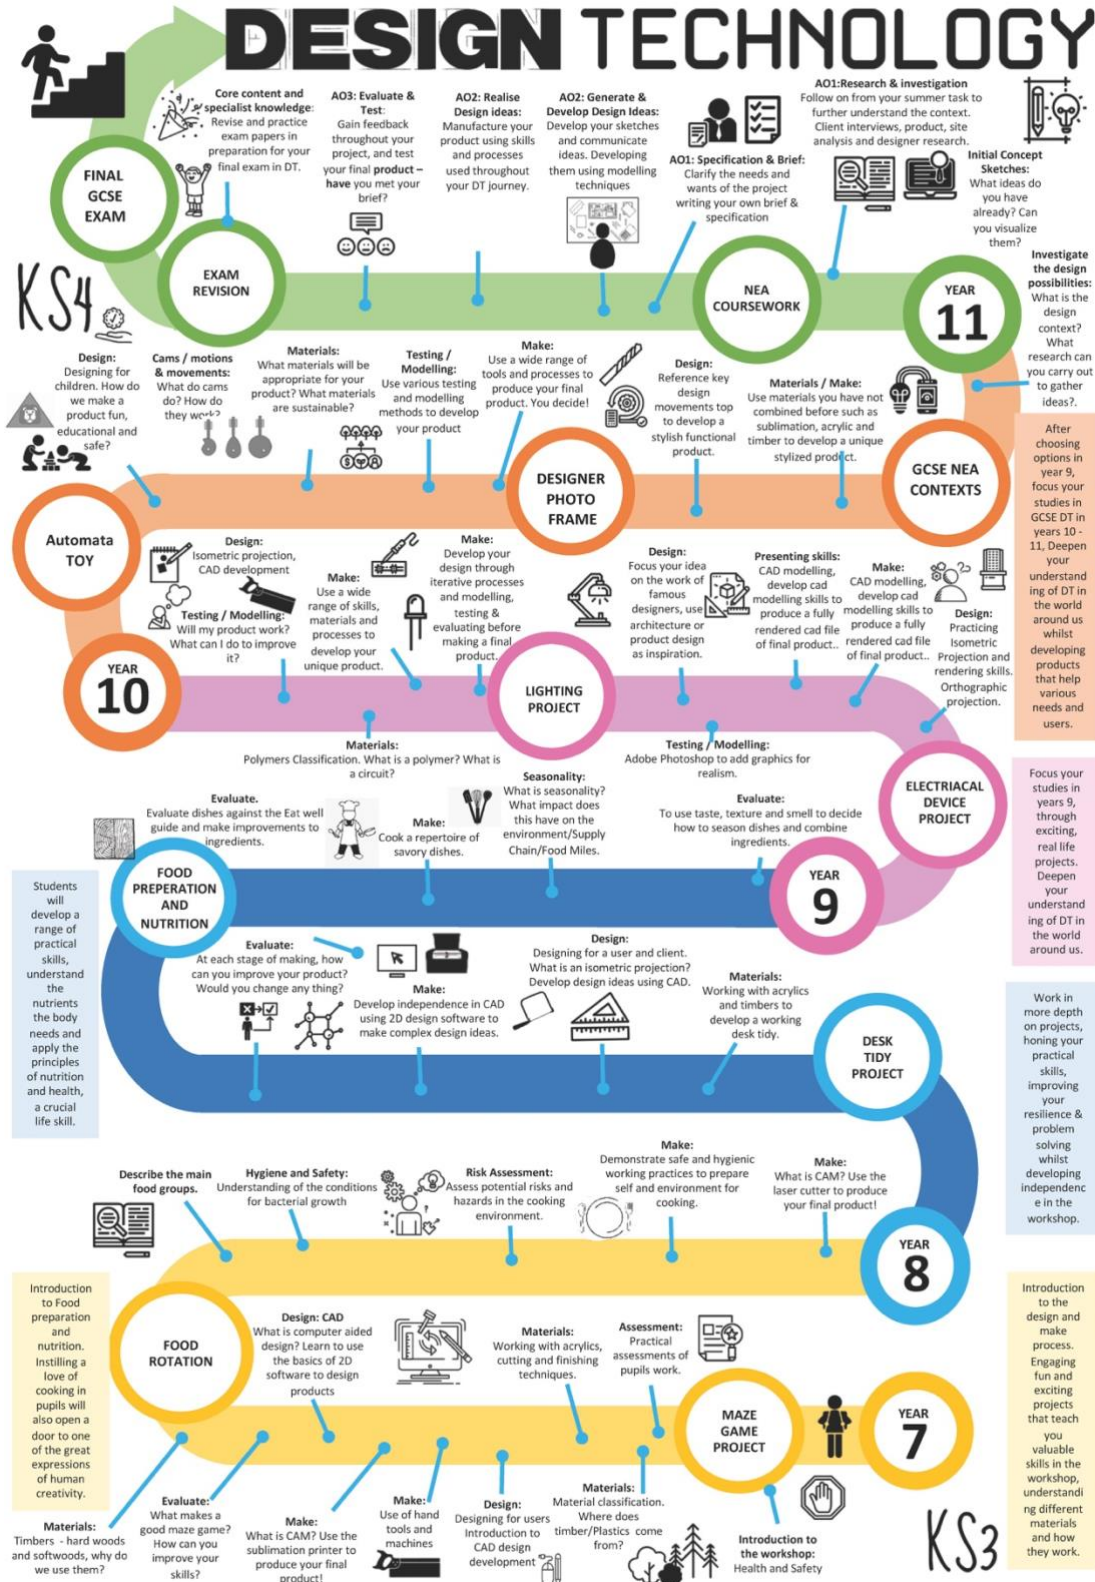 DESIGN TECHNOLOGY
Core content and
specialist knowledge:
Revise and practice
exam papers in
preparation for your
final exam in DT.
AO3: Evaluate &
Test:
Gain feedback
throughout your
project, and test
your final product –
have you met your
brief?
AO2: Realise
Design ideas:
Manufacture your
product using skills
and processes
used throughout
your DT journey.
AO2: Generate &
Develop Design Ideas:
Develop your sketches
and communicate
ideas. Developing
them using modelling
techniques
AO1: Specification & Brief:
Clarify the needs and
wants of the project
writing your own brief &
specification
AO1:Research & investigation
Follow on from your summer task to
further understand the context.
Client interviews, product, site
analysis and designer research.
Initial Concept
Sketches:
What ideas do
you have
already? Can
you visualize
them?
FINAL
GCSE
EXAM
EXAM
REVISION
NEA
COURSEWORK
YEAR
11
Investigate
the design
possibilities:
What is the
design
context?
What
research can
you carry out
to gather
ideas?.
KS4
Design:
Designing for
children. How do
we make a
product fun,
educational and
safe?
Cams / motions
& movements:
What do cams
do? How do
they work?
Materials:
What materials will be
appropriate for your
product? What materials
are sustainable?
Testing /
Modelling:
Use various testing
and modelling
methods to develop
your product
Make:
Use a wide range of
tools and processes to
produce your final
product. You decide!
Design:
Reference key
design
movements top
to develop a
stylish functional
product.
Materials / Make:
Use materials you have not
combined before such as
sublimation, acrylic and
timber to develop a unique
stylized product.
After
choosing
options in
year 9,
focus your
studies in
GCSE DT in
years 10 -
11, Deepen
your
understand
ing of DT in
the world
around us
whilst
developing
products
that help
various
needs and
users.
Automata
TOY
DESIGNER
PHOTO
FRAME
GCSE NEA
CONTEXTS
Design:
Isometric projection,
CAD development
Testing / Modelling:
Will my product work?
What can I do to improve
it?
Make:
Use a wide
range of skills,
materials and
processes to
develop your
unique product.
Make:
Develop your
design through
iterative processes
and modelling,
testing &
evaluating before
making a final
product.
Design:
Focus your idea
on the work of
famous
designers, use
architecture or
product design
as inspiration.
Presenting skills:
CAD modelling,
develop cad
modelling skills to
produce a fully
rendered cad file
of final product..
Make:
CAD modelling,
develop cad
modelling skills to
produce a fully
rendered cad file
of final product..
Design:
Practicing
Isometric
Projection and
rendering skills.
Orthographic
projection.
YEAR
10
LIGHTING
PROJECT
Materials:
Polymers Classification. What is a polymer? What is
a circuit?
Testing / Modelling:
Adobe Photoshop to add graphics for
realism.
ELECTRIACAL
DEVICE
PROJECT
Focus your
studies in
years 9,
through
exciting,
real life
projects.
Deepen
your
understand
ing of DT in
the world
around us.
Evaluate.
Evaluate dishes against the Eat well
guide and make improvements to
ingredients.
Make:
Cook a repertoire of
savory dishes.
Seasonality:
What is seasonality?
What impact does
this have on the
environment/Supply
Chain/Food Miles.
Evaluate:
To use taste, texture and smell to decide
how to season dishes and combine
ingredients.
FOOD
PREPERATION
AND
NUTRITION
YEAR
9
Students
will
develop a
range of
practical
skills,
understand
the
nutrients
the body
needs and
apply the
principles
of nutrition
and health,
a crucial
life skill.
Evaluate:
At each stage of making, how
can you improve your product?
Would you change any thing?
Make:
Develop independence in CAD
using 2D design software to
make complex design ideas.
Design:
Designing for a user and client.
What is an isometric projection?
Develop design ideas using CAD.
Materials:
Working with acrylics
and timbers to
develop a working
desk tidy.
DESK
TIDY
PROJECT
Work in
more depth
on projects,
honing your
practical
skills,
improving
your
resilience &
problem
solving
whilst
developing
independenc
e in the
workshop.
Describe the main
food groups.
Hygiene and Safety:
Understanding of the conditions
for bacterial growth
Risk Assessment:
Assess potential risks and
hazards in the cooking
environment.
Make:
Demonstrate safe and hygienic
working practices to prepare
self and environment for
cooking.
Make:
What is CAM? Use the
laser cutter to produce
your final product!
YEAR
8
Introduction
to Food
preparation
and
nutrition.
Instilling a
love of
cooking in
pupils will
also open a
door to one
of the great
expressions
of human
creativity.
FOOD
ROTATION
Design: CAD
What is computer aided
design? Learn to use
the basics of 2D
software to design
products
Materials:
Working with acrylics,
cutting and finishing
techniques.
Assessment:
Practical
assessments of
pupils work.
MAZE
GAME
PROJECT
YEAR
7
Introduction
to the
design and
make
process.
Engaging
fun and
exciting
projects
that teach
you
valuable
skills in the
workshop,
understandi
ng different
materials
and how
they work.
Materials:
Timbers - hard woods
and softwoods, why do
we use them?
Evaluate:
What makes a
good maze game?
How can you
improve your
skills?
Make:
What is CAM? Use the
sublimation printer to
produce your final
product!
Make:
Use of hand
tools and
machines
Design:
Designing for users
Introduction to
CAD design
development
Materials:
Material classification.
Where does
timber/Plastics come
from?
Introduction to
the workshop:
Health and Safety
KS3